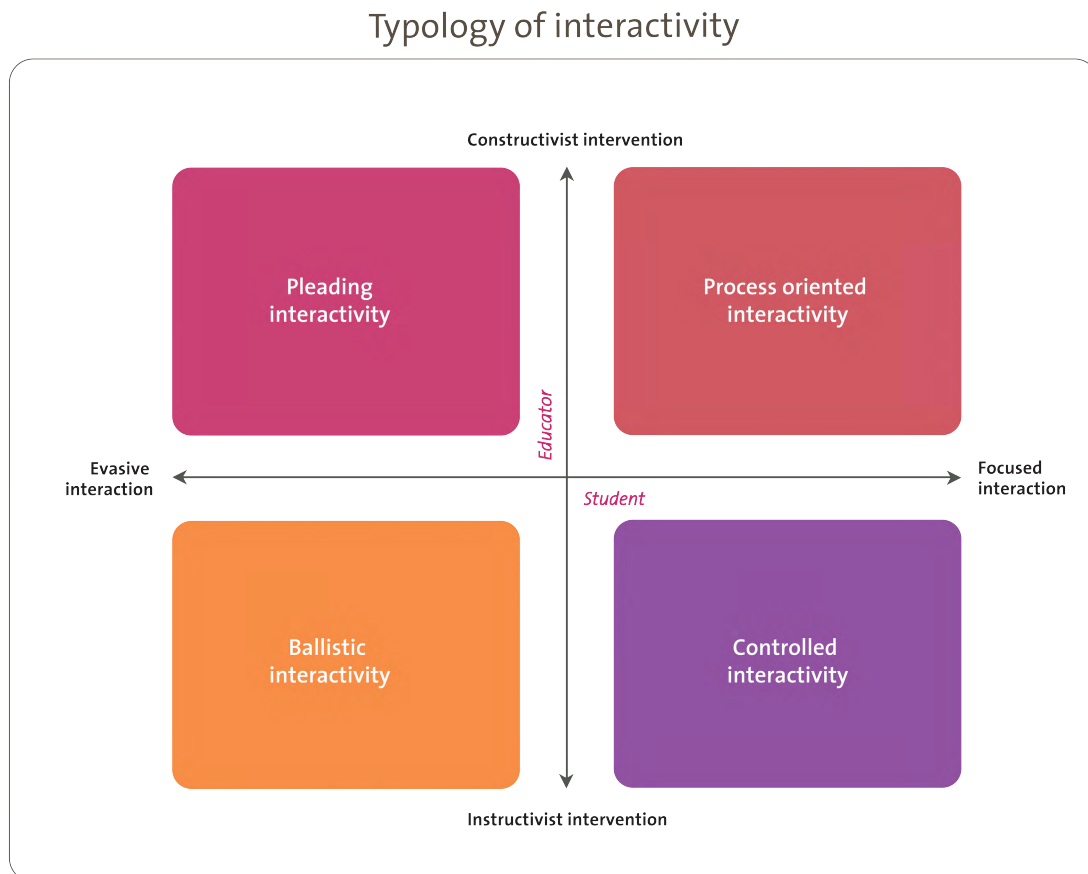 Typology of interactivity
Constructivist intervention
Pleading
interactivity
Process oriented
interactivity
Educator
Evasive
interaction
Focused
interaction
Student
Ballistic
interactivity
Controlled
interactivity
Instructivist intervention